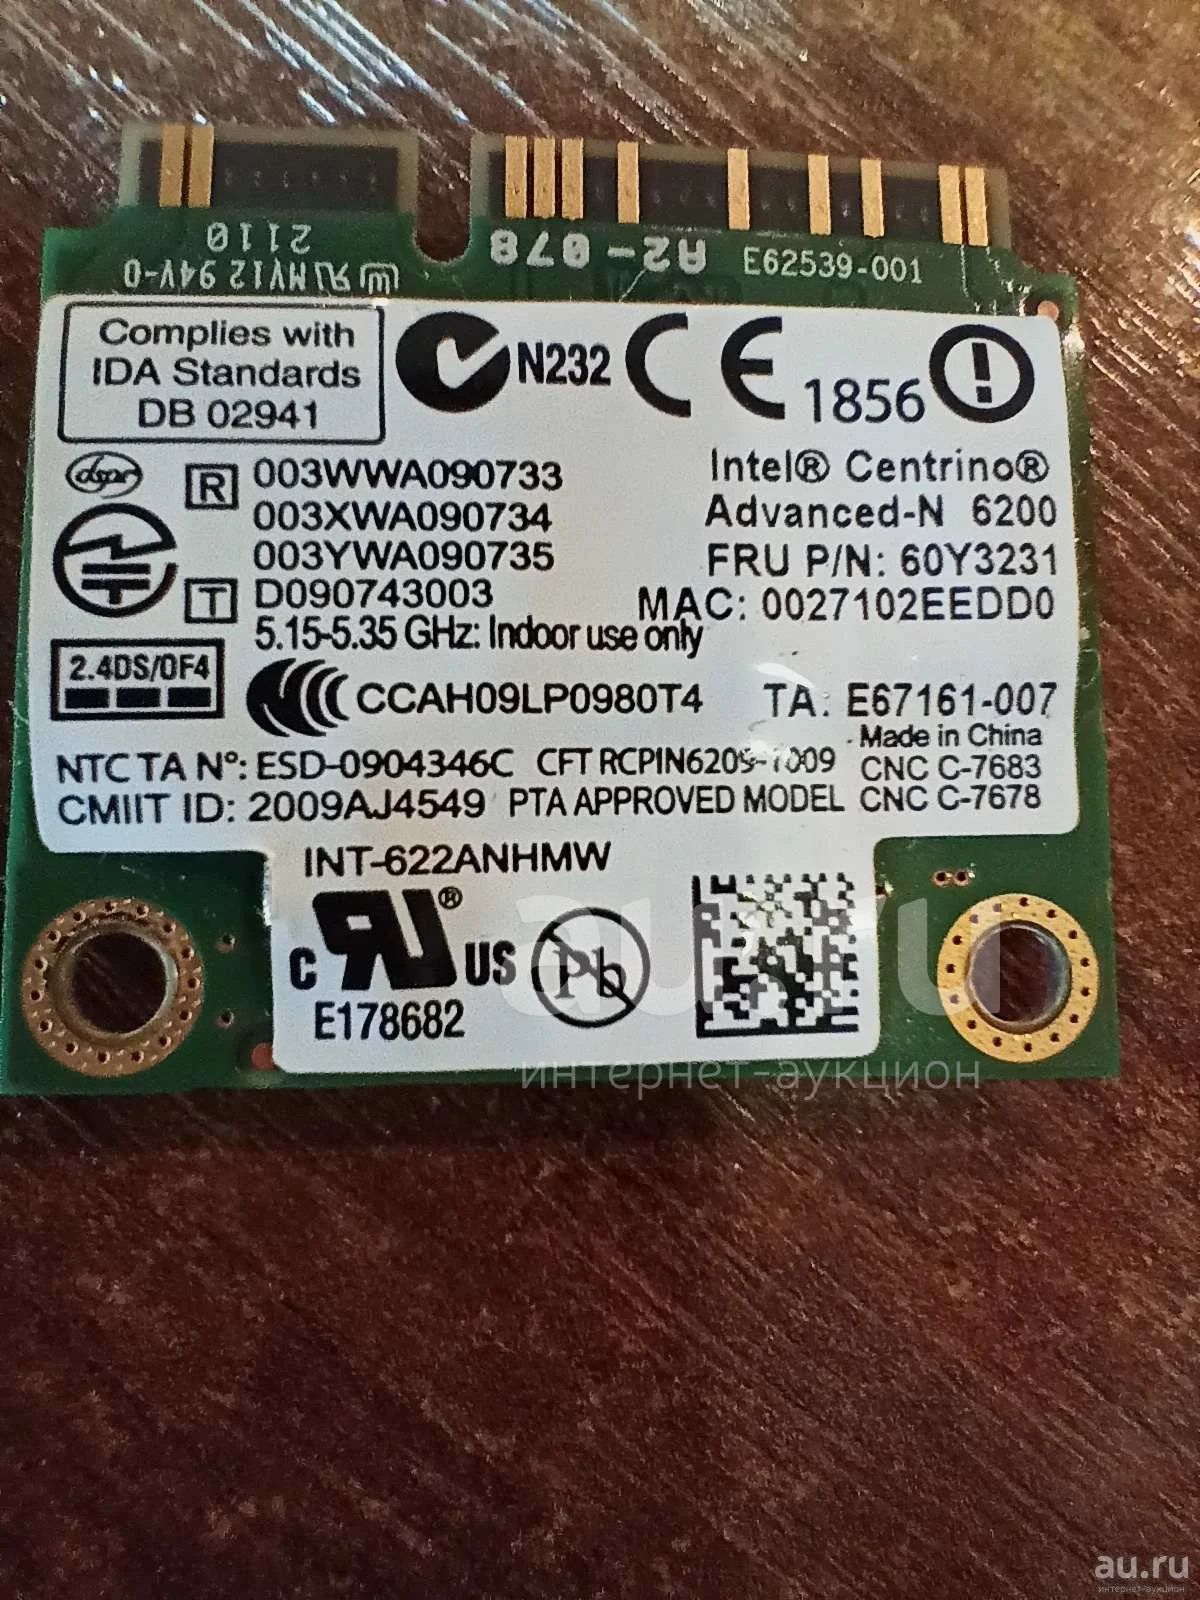 2110
MV12 94V-0
A2-078
E62539-001
Complies with
IDA Standards
DB 02941
N232
CE 1856
dspr
R 003WWA090733
003XWA090734
003YWA090735
T D090743003
5.15-5.35 GHz: Indoor use only
Intel® Centrino®
Advanced-N 6200
FRU P/N: 60Y3231
MAC: 0027102EEDD0
2.4DS/OF4
CCAH09LP0980T4
TA: E67161-007
Made in China
NTC TA Nº: ESD-0904346C CFT RCPIN6209-1009 CNC C-7683
CMIIT ID: 2009AJ4549 PTA APPROVED MODEL CNC C-7678
INT-622ANHMW
c RU® US
E178682
Pb
au.ru
интернет-аукцион
au.ru
интернет-аукцион